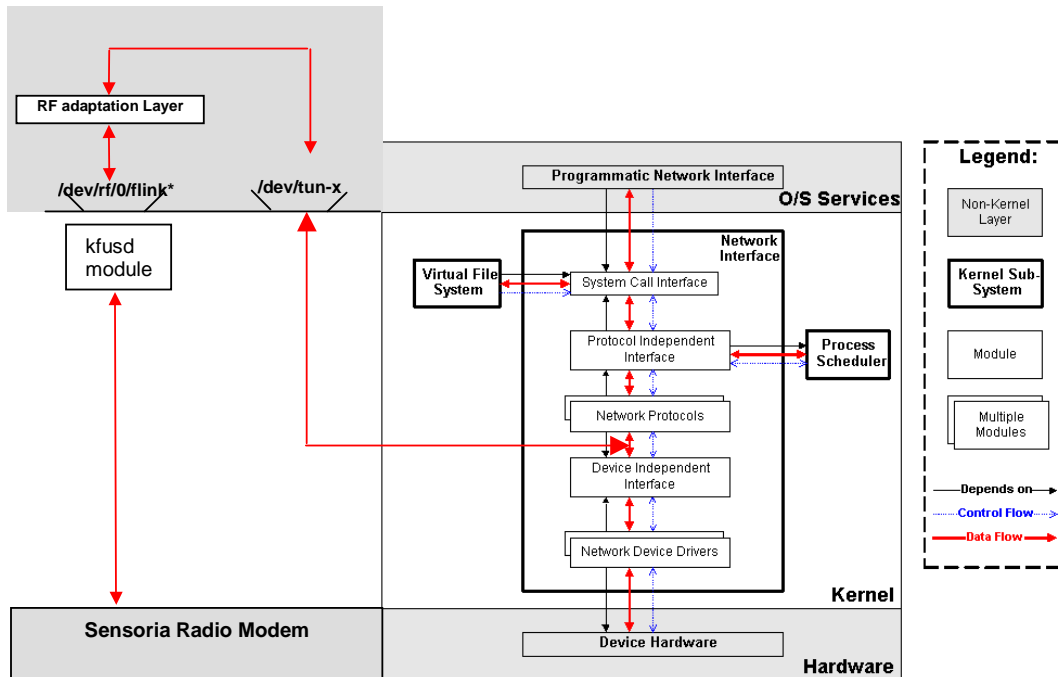 RF adaptation Layer
/dev/rf/0/flink*
/dev/tun-x
kfusd
module
Sensoria Radio Modem
Programmatic Network Interface
O/S Services
Network
Interface
Virtual File
System
System Call Interface
Protocol Independent
Interface
Process
Scheduler
Network Protocols
Device Independent
Interface
Network Device Drivers
Kernel
Device Hardware
Hardware
Legend:
Non-Kernel
Layer
Kernel Sub-
System
Module
Multiple
Modules
Depends on
Control Flow
Data Flow